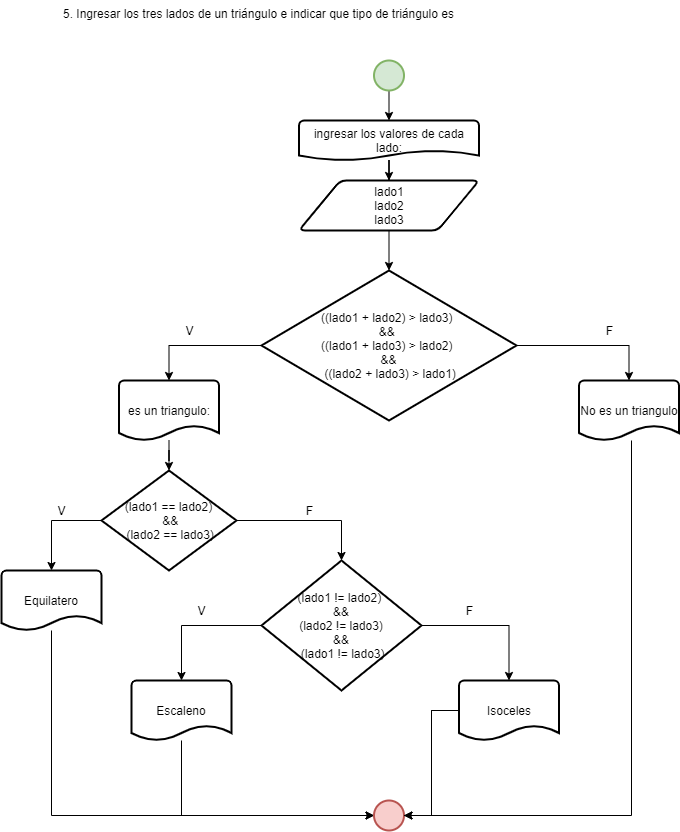 5. Ingresar los tres lados de un triángulo e indicar que tipo de triángulo es
ingresar los valores de cada
lado:
lado1
lado2
lado3
((lado1 + lado2) > lado3)
&&
((lado1 + lado3) > lado2)
&&
((lado2 + lado3) > lado1)
V
F
es un triangulo:
No es un triangulo
(lado1 == lado2)
&&
(lado2 == lado3)
V
F
Equilatero
(lado1 != lado2)
&&
(lado2 != lado3)
&&
(lado1 != lado3)
V
F
Escaleno
Isoceles